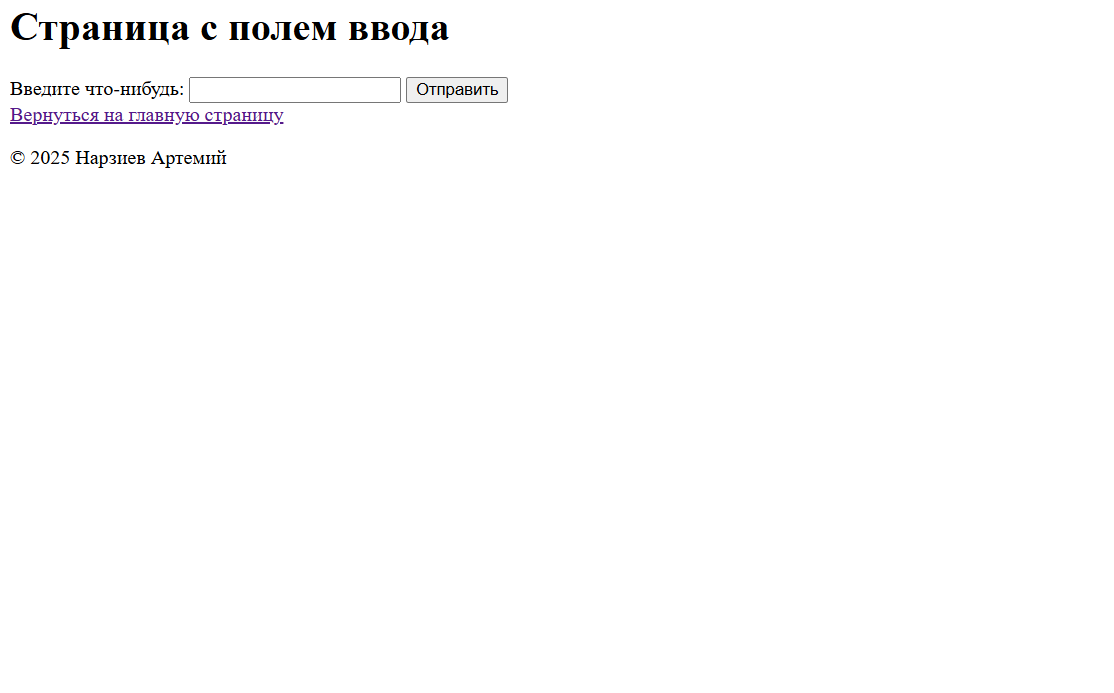 Страница с полем ввода
Введите что-нибудь: Отправить
Вернуться на главную страницу
© 2025 Нарзиев Артемий